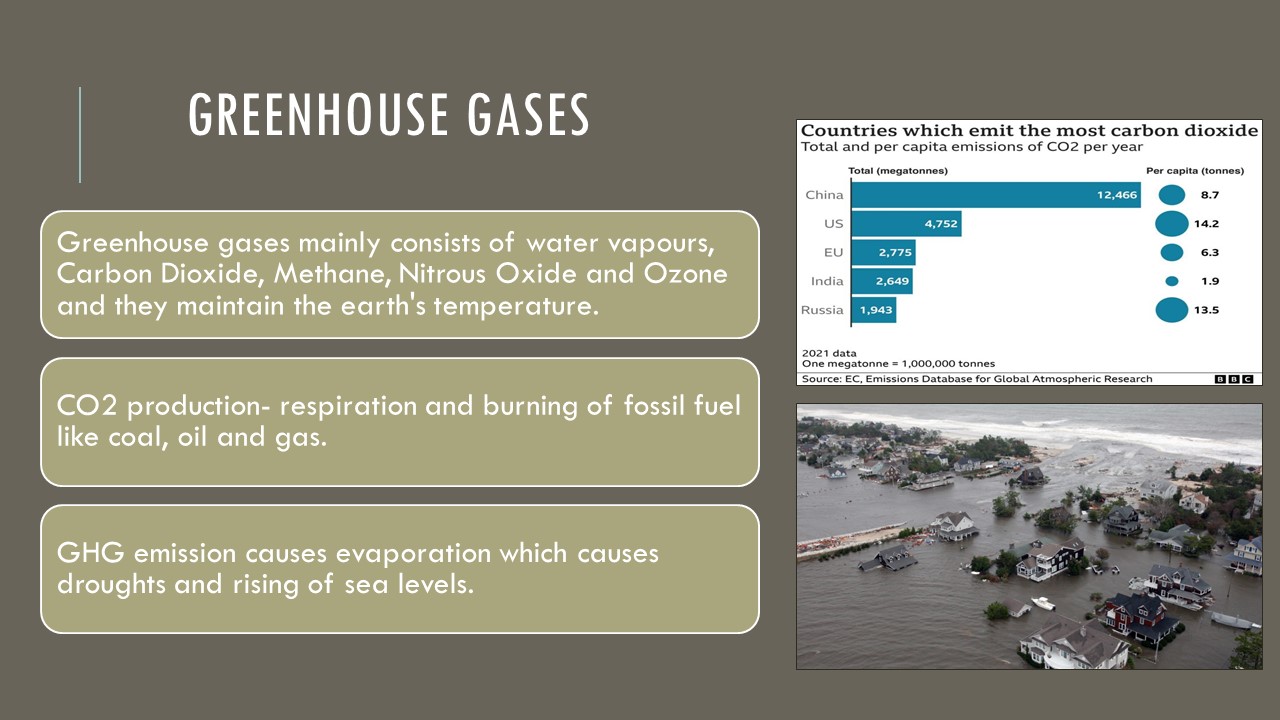 GREENHOUSE GASES
Greenhouse gases mainly consists of water vapours,
Carbon Dioxide, Methane, Nitrous Oxide and Ozone
and they maintain the earth's temperature.
CO2 production- respiration and burning of fossil fuel
like coal, oil and gas.
GHG emission causes evaporation which causes
droughts and rising of sea levels.
Countries which emit the most carbon dioxide
Total and per capita emissions of CO2 per year
Total (megatonnes) Per capita (tonnes)
China 12,466 8.7
US 4,752 14.2
EU 2,775 6.3
India 2,649 1.9
Russia 1,943 13.5
2021 data
One megatonne = 1,000,000 tonnes
Source: EC, Emissions Database for Global Atmospheric Research BBC